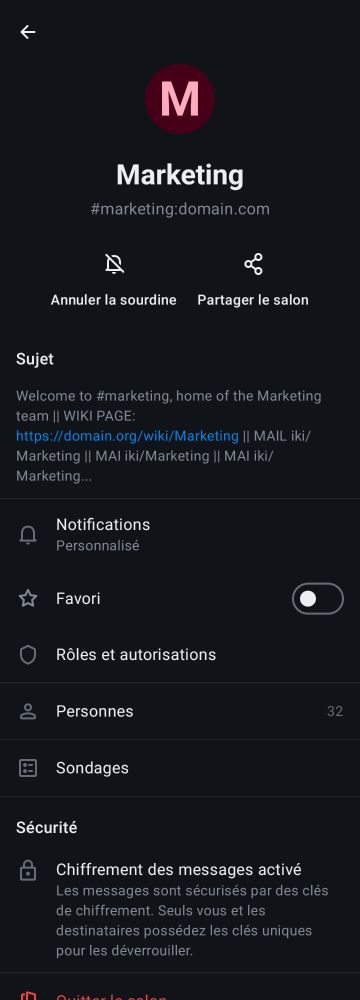 M
Marketing
#marketing:domain.com
Annuler la sourdine
Partager le salon
Sujet
Welcome to #marketing, home of the Marketing
team || WIKI PAGE:
https://domain.org/wiki/Marketing || MAIL iki/
Marketing || MAI iki/Marketing || MAI iki/
Marketing...
Notifications
Personnalisé
Favori
Rôles et autorisations
Personnes 32
Sondages
Sécurité
Chiffrement des messages activé
Les messages sont sécurisés par des clés
de chiffrement. Seuls vous et les
destinataires possédez les clés uniques
pour les déverrouiller.
Quitter le salon